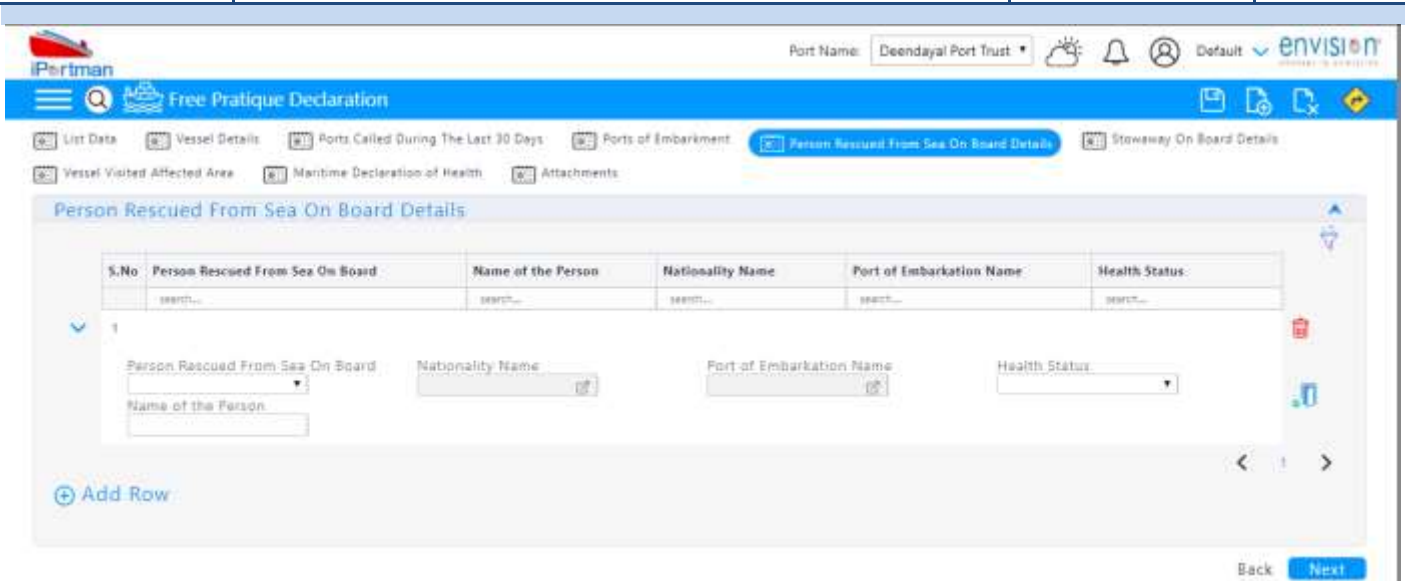 Port Name: Deendayal Port Trust Default envision
iPortman
Free Pratique Declaration
List Data Vessel Details Ports Called During The Last 30 Days Ports of Embarkment Person Rescued From Sea On Board Details Stowaway On Board Details
Vessel Visited Affected Area Maritime Declaration of Health Attachments
Person Rescued From Sea On Board Details
S.No Person Rescued From Sea On Board Name of the Person Nationality Name Port of Embarkation Name Health Status
search... search... search... search... search...
1
Person Rescued From Sea On Board Nationality Name Port of Embarkation Name Health Status
Name of the Person
1
Add Row
Back Next